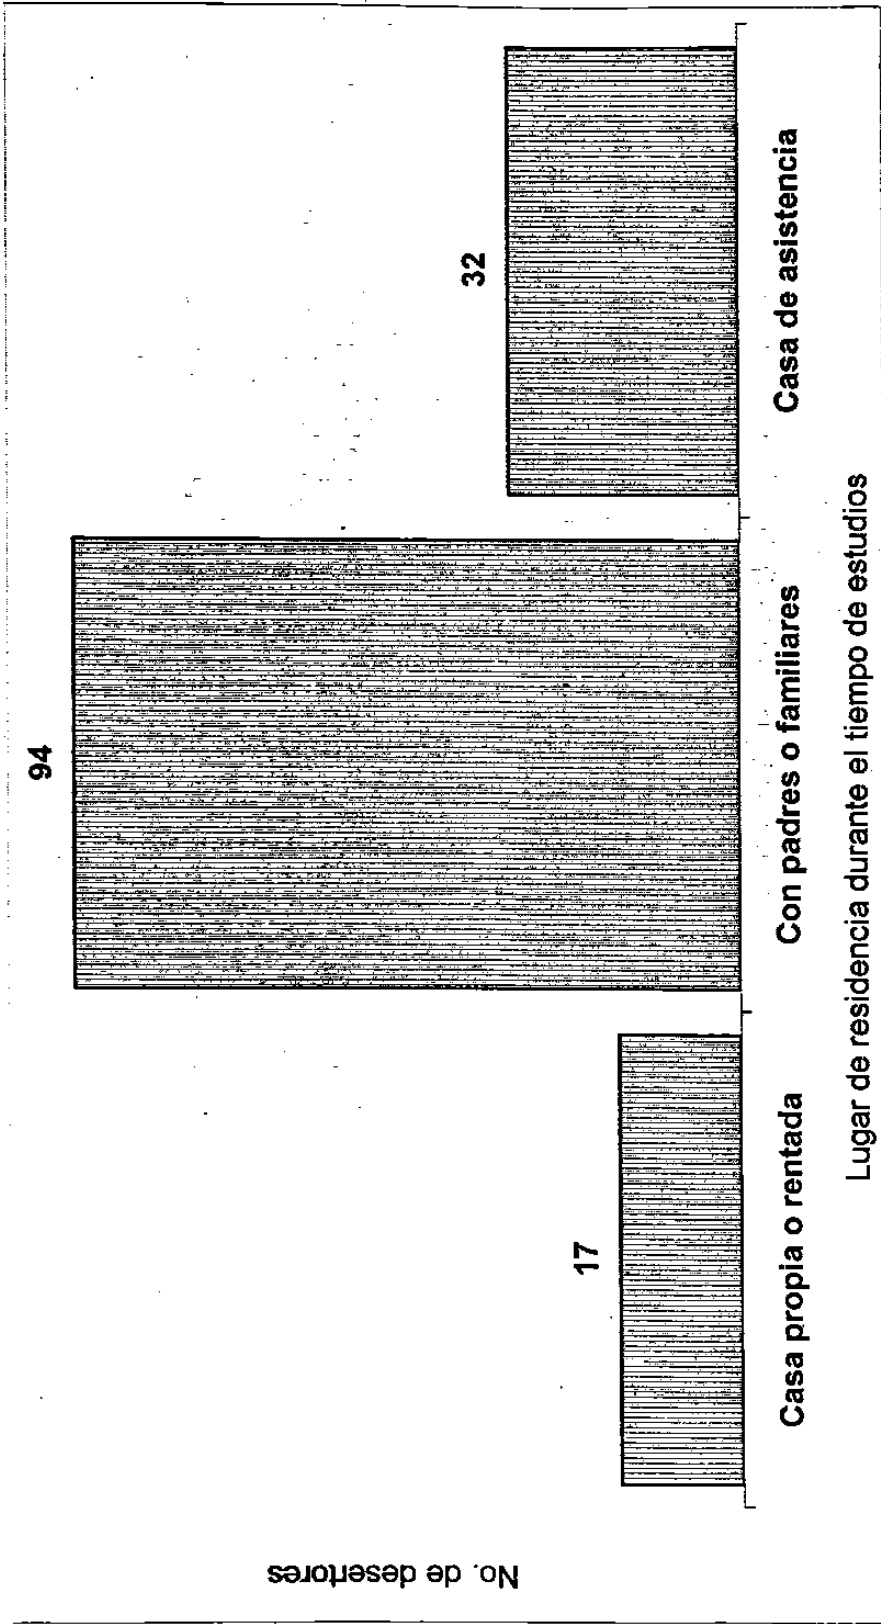 No. de desertores
17
94
32
Casa propia o rentada
Con padres o familiares
Casa de asistencia
Lugar de residencia durante el tiempo de estudios